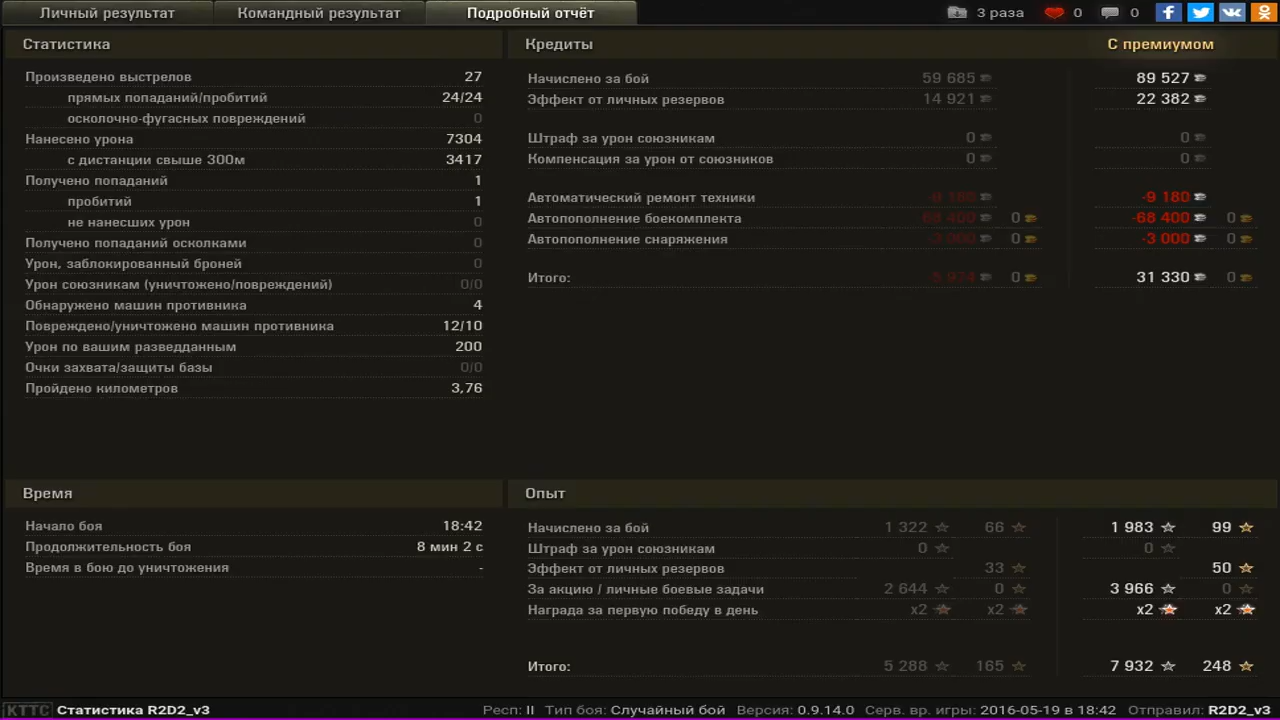 Личный результат Командный результат Подробный отчёт 3 раза 0 0
Статистика
Произведено выстрелов 27
прямых попаданий/пробитий 24/24
осколочно-фугасных повреждений 0
Нанесено урона 7304
с дистанции свыше 300м 3417
Получено попаданий 1
пробитий 1
не нанесших урон 0
Получено попаданий осколками 0
Урон, заблокированный броней 0
Урон союзникам (уничтожено/повреждений) 0/0
Обнаружено машин противника 4
Повреждено/уничтожено машин противника 12/10
Урон по вашим разведданным 200
Очки захвата/защиты базы 0/0
Пройдено километров 3,76
Кредиты С премиумом
Начислено за бой 59 685 89 527
Эффект от личных резервов 14 921 22 382
Штраф за урон союзникам 0 0
Компенсация за урон от союзников 0 0
Автоматический ремонт техники -9 180 -9 180
Автопополнение боекомплекта -68 400 0 -68 400 0
Автопополнение снаряжения -3 000 0 -3 000 0
Итого: -5 974 0 31 330 0
Время
Начало боя 18:42
Продолжительность боя 8 мин 2 с
Время в бою до уничтожения -
Опыт
Начислено за бой 1 322 66 1 983 99
Штраф за урон союзникам 0 0
Эффект от личных резервов 33 50
За акцию / личные боевые задачи 2 644 0 3 966 0
Награда за первую победу в день x2 x2 x2 x2
Итого: 5 288 165 7 932 248
КТТС Статистика R2D2_v3 Респ: II Тип боя: Случайный бой Версия: 0.9.14.0 Серв. вр. игры: 2016-05-19 в 18:42 Отправил: R2D2_v3